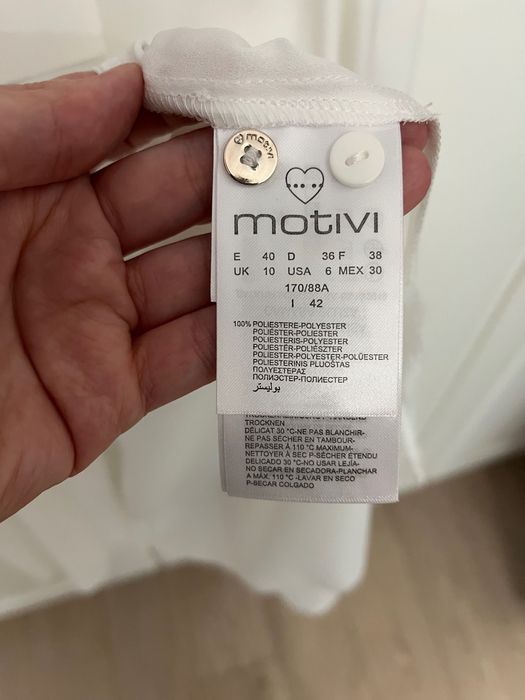 motivi
motivi
E 40 D 36 F 38
UK 10 USA 6 MEX 30
170/88A
I 42
100% POLIESTERE-POLYESTER
POLIÉSTER-POLIESTER
POLIESTERIS-POLYESTER
POLIESTER-POLIÉSZTER
POLIESTER-POLYESTER-POLÜESTER
POLIESTERINIS PLUOŠTAS
ΠΟΛΥΕΣΤΕΡΑΣ
ПОЛИЭСТЕР-ПОЛИЕСТЕР
بوليستر
TROCKNEN
DÉLICAT 30 °C-NE PAS BLANCHIR-
NE PAS SÉCHER EN TAMBOUR-
REPASSER À 110 °C MAXIMUM-
NETTOYER À SEC P-SÉCHER ÉTENDU
DELICADO 30 °C-NO USAR LEJÍA-
NO SECAR EN SECADORA-PLANCHAR
A MÁX. 110 °C -LAVAR EN SECO
P-SECAR COLGADO